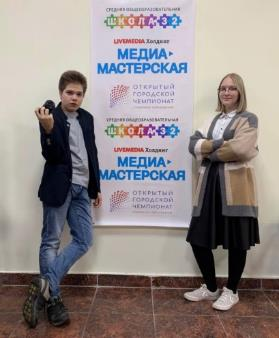 СРЕДНЯЯ ОБЩЕОБРАЗОВАТЕЛЬНАЯ
ШКОЛА-32
LIVEMEDIA Холдинг
МЕДИА
МАСТЕРСКАЯ
ОТКРЫТЫЙ
ГОРОДСКОЙ
ЧЕМПИОНАТ
СРЕДНЯЯ ОБЩЕОБРАЗОВАТЕЛЬНАЯ
ШКОЛА-32
LIVEMEDIA Холдинг
МЕДИА
МАСТЕРСКАЯ
ОТКРЫТЫЙ
ГОРОДСКОЙ
ЧЕМПИОНАТ